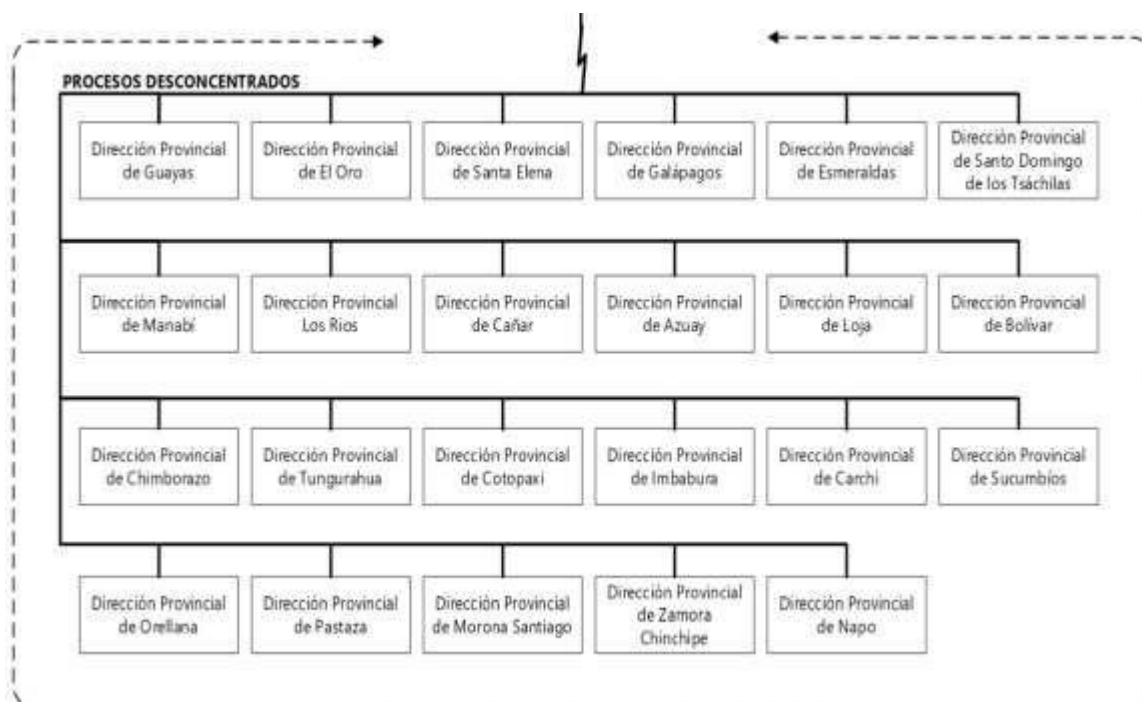 PROCESOS DESCONCENTRADOS
Dirección Provincial
de Guayas
Dirección Provincial
de El Oro
Dirección Provincial
de Santa Elena
Dirección Provincial
de Galápagos
Dirección Provincial
de Esmeraldas
Dirección Provincial
de Santo Domingo
de los Tsáchilas
Dirección Provincial
de Manabí
Dirección Provincial
Los Rios
Dirección Provincial
de Cañar
Dirección Provincial
de Azuay
Dirección Provincial
de Loja
Dirección Provincial
de Bolívar
Dirección Provincial
de Chimborazo
Dirección Provincial
de Tungurahua
Dirección Provincial
de Cotopaxi
Dirección Provincial
de Imbabura
Dirección Provincial
de Carchi
Dirección Provincial
de Sucumbíos
Dirección Provincial
de Orellana
Dirección Provincial
de Pastaza
Dirección Provincial
de Morona Santiago
Dirección Provincial
de Zamora
Chinchipe
Dirección Provincial
de Napo